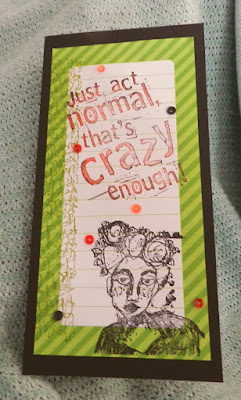 Just act
normal,
that's
crazy
enough!